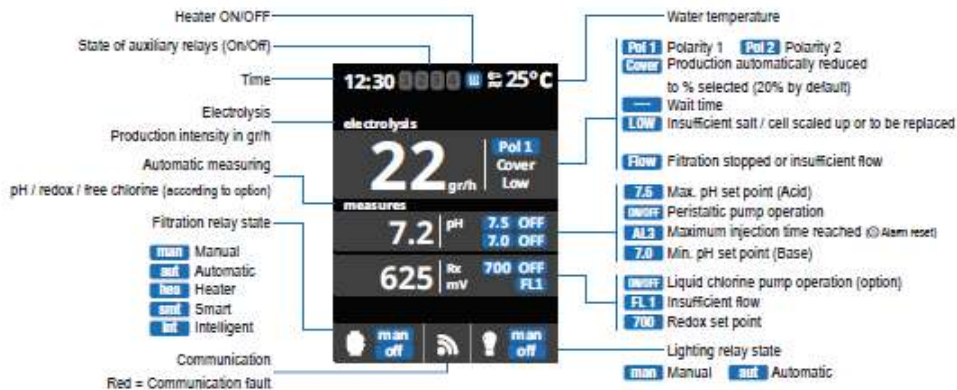 Heater ON/OFF
State of auxiliary relays (On/Off)
Time
Electrolysis
Production intensity in gr/h
Automatic measuring
pH / redox / free chlorine (according to option)
Filtration relay state
man Manual
aut Automatic
hea Heater
smt Smart
int Intelligent
Communication
Red = Communication fault
12:30 1 2 3 4 25°C
electrolysis
22 gr/h
Pol 1
Cover
Low
measures
7.2 pH 7.5 OFF
7.0 OFF
625 Rx mV 700 OFF
FL1
man off
man off
Water temperature
Pol 1 Polarity 1 Pol 2 Polarity 2
Cover Production automatically reduced
to % selected (20% by default)
---- Wait time
LOW Insufficient salt / cell scaled up or to be replaced
Flow Filtration stopped or insufficient flow
7.5 Max. pH set point (Acid)
ON/OFF Peristaltic pump operation
AL3 Maximum injection time reached (Alarm reset)
7.0 Min. pH set point (Base)
ON/OFF Liquid chlorine pump operation (option)
FL 1 Insufficient flow
700 Redox set point
Lighting relay state
man Manual aut Automatic